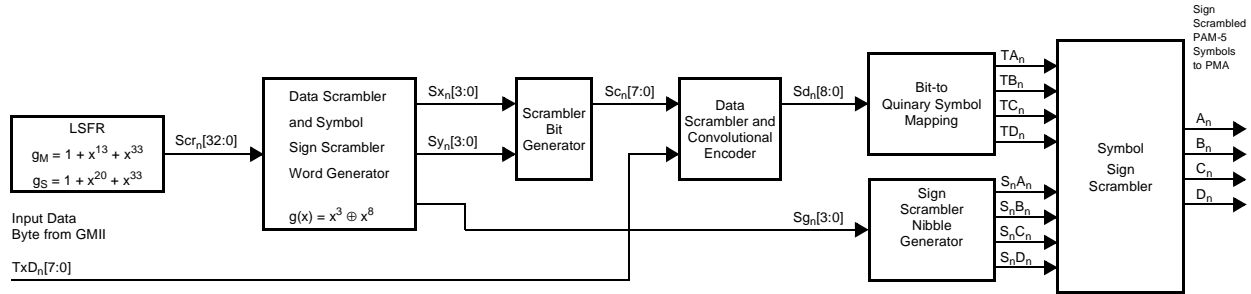 Sign
Scrambled
PAM-5
Symbols
to PMA
LSFR
g_M = 1 + x^13 + x^33
g_S = 1 + x^20 + x^33
Scr_n[32:0]
Data Scrambler
and Symbol
Sign Scrambler
Word Generator
g(x) = x^3 ⊕ x^8
Sx_n[3:0]
Sy_n[3:0]
Scrambler
Bit
Generator
Sc_n[7:0]
Data
Scrambler and
Convolutional
Encoder
Sd_n[8:0]
Bit-to
Quinary Symbol
Mapping
TA_n
TB_n
TC_n
TD_n
Sg_n[3:0]
Sign
Scrambler
Nibble
Generator
S_nA_n
S_nB_n
S_nC_n
S_nD_n
Symbol
Sign
Scrambler
A_n
B_n
C_n
D_n
Input Data
Byte from GMII
TxD_n[7:0]